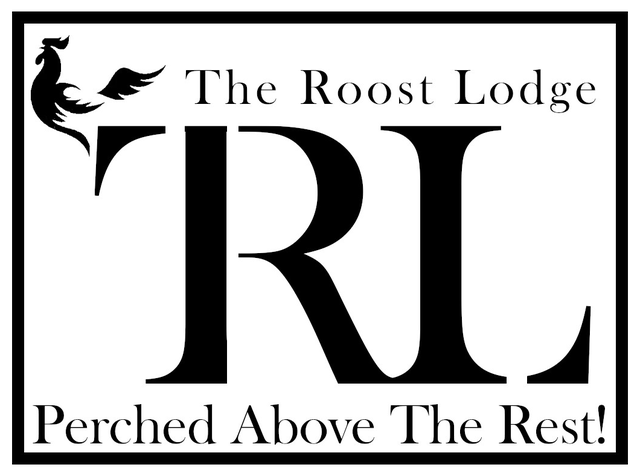 The Roost Lodge
TRL
Perched Above The Rest!